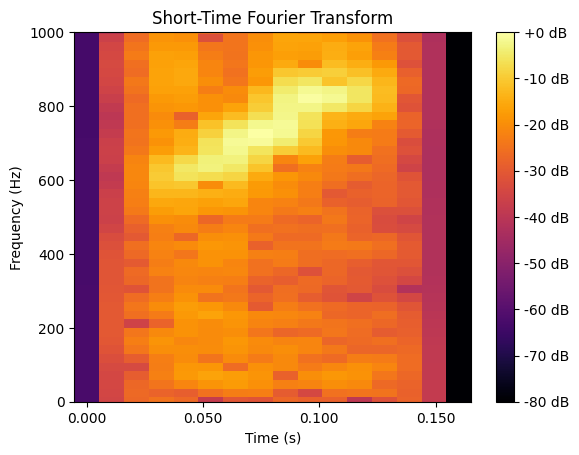 Short-Time Fourier Transform
1000
800
600
400
200
0
Frequency (Hz)
0.000
0.050
0.100
0.150
Time (s)
+0 dB
-10 dB
-20 dB
-30 dB
-40 dB
-50 dB
-60 dB
-70 dB
-80 dB